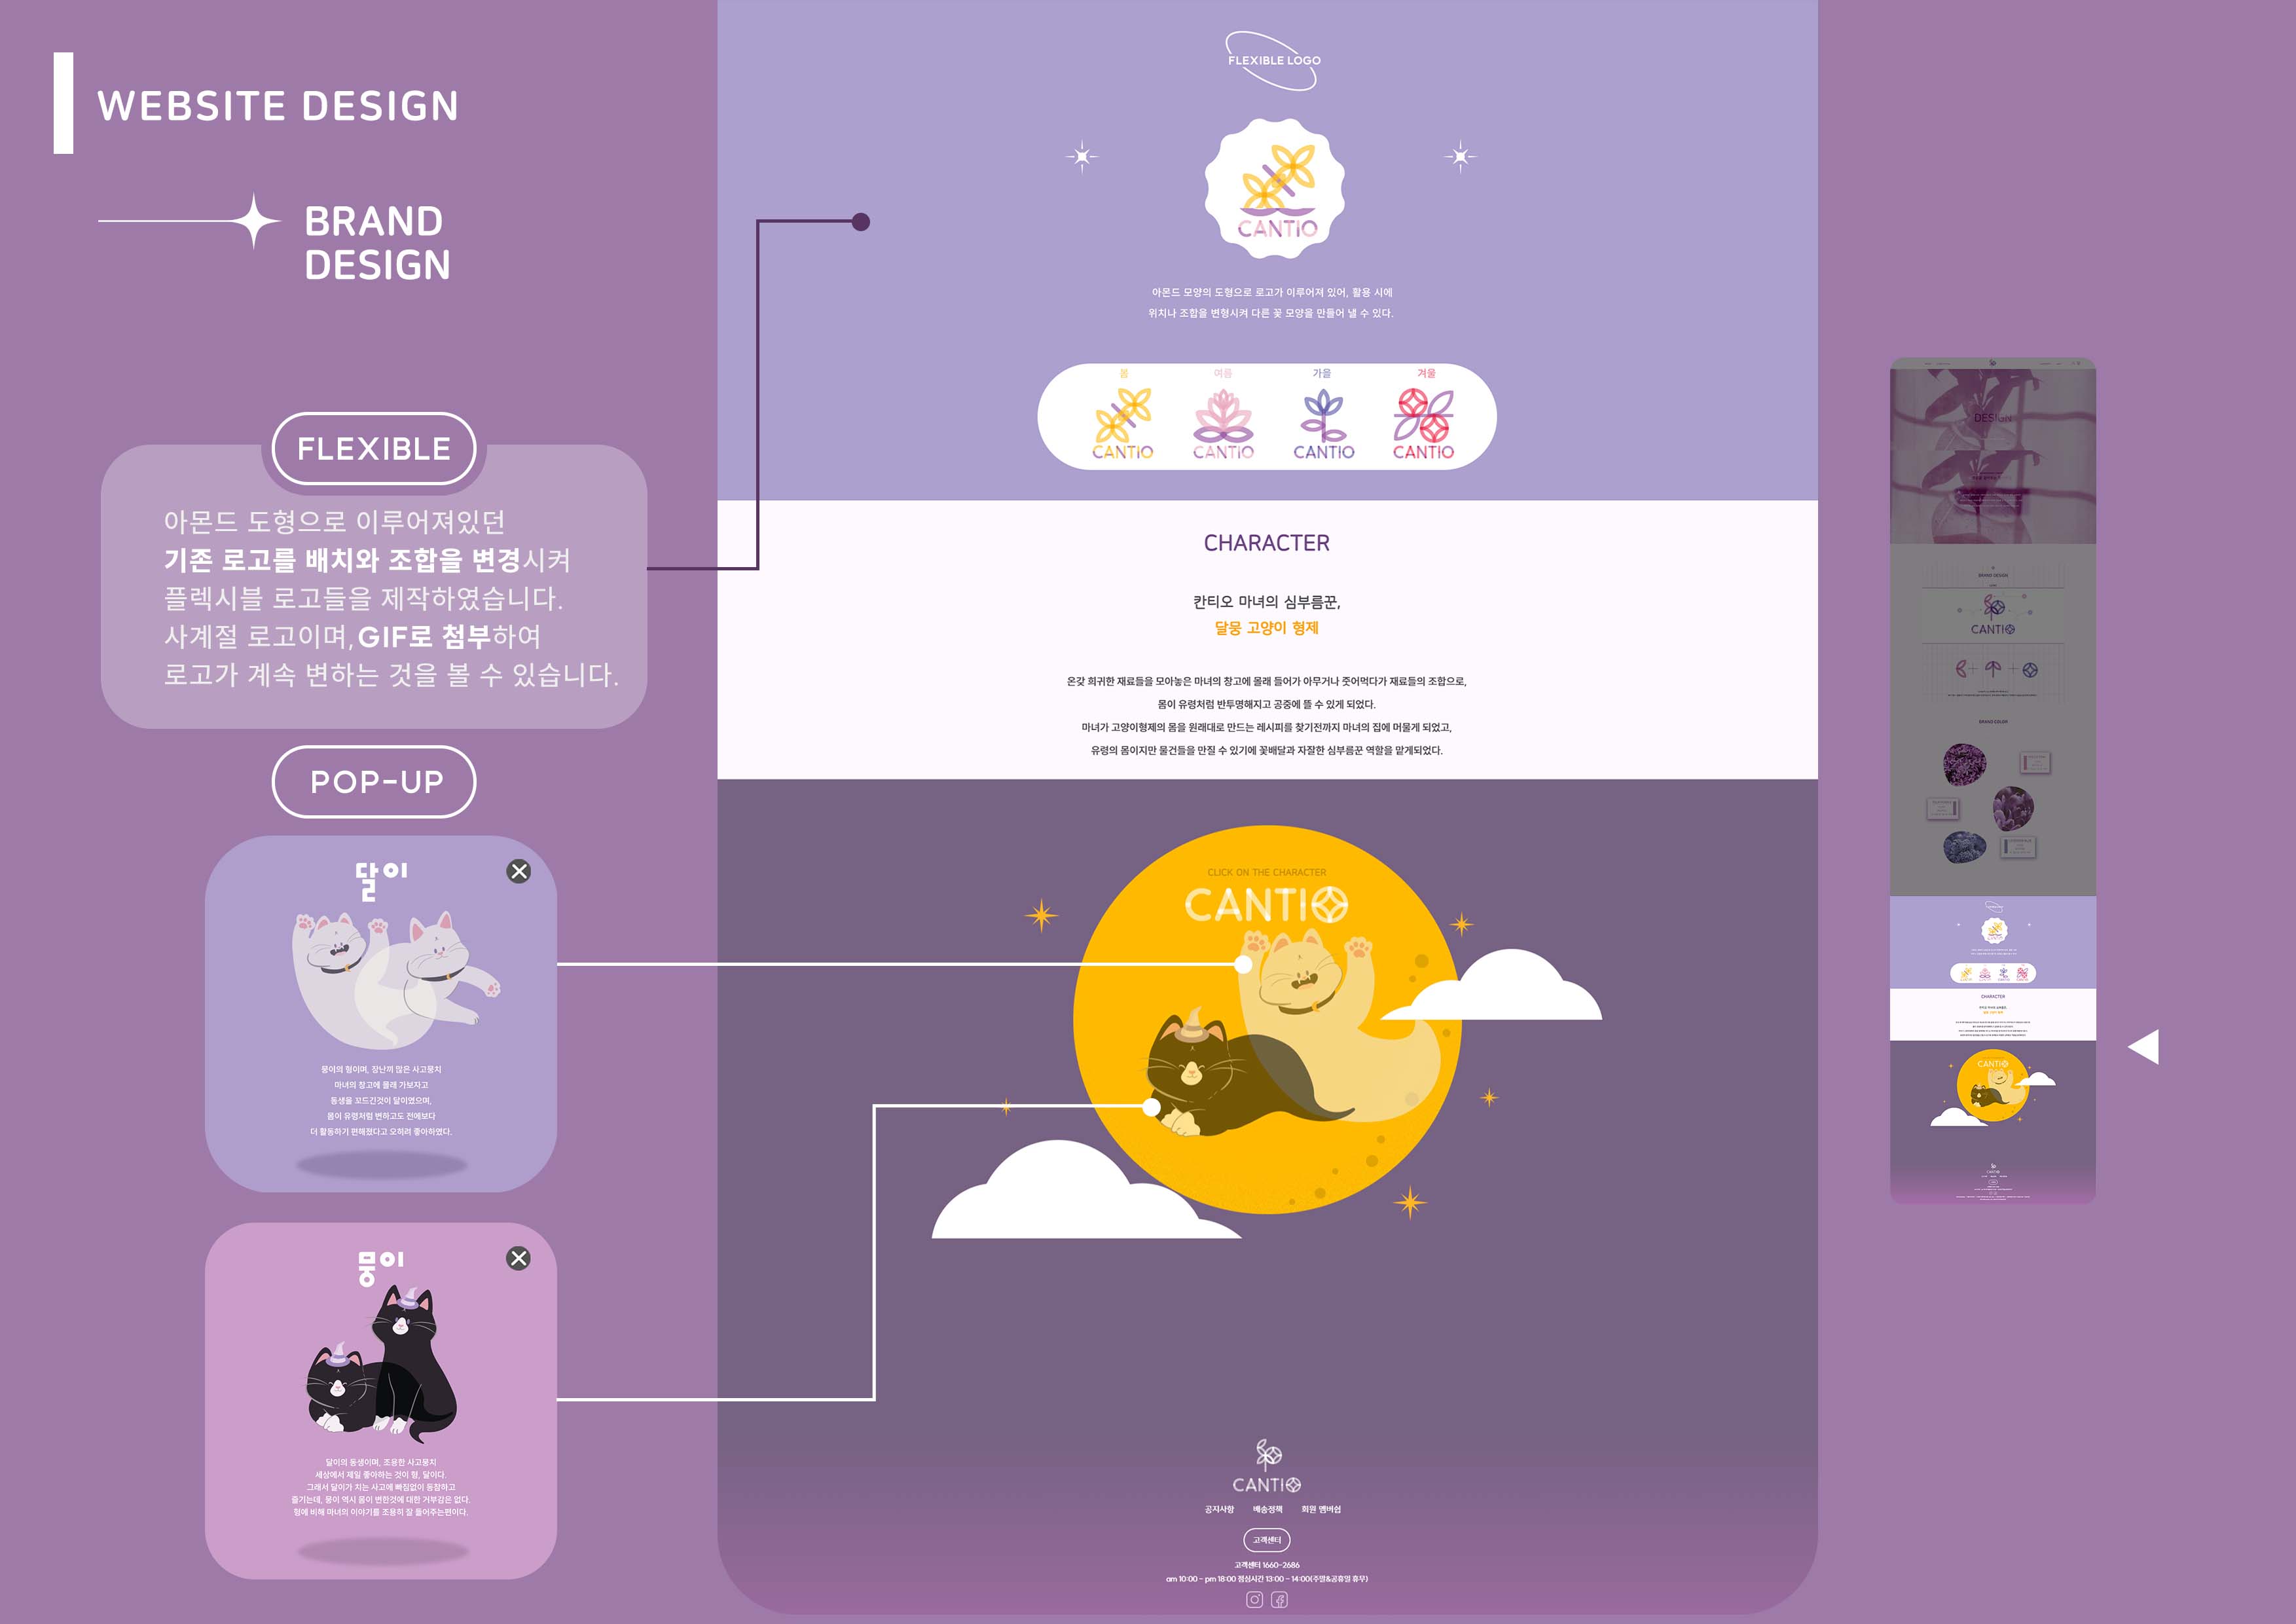 WEBSITE DESIGN
BRAND
DESIGN
FLEXIBLE
아몬드 도형으로 이루어져있던
기존 로고를 배치와 조합을 변경시켜
플렉시블 로고들을 제작하였습니다.
사계절 로고이며, GIF로 첨부하여
로고가 계속 변하는 것을 볼 수 있습니다.
POP-UP
달이
뭉이의 형이며, 장난끼 많은 사고뭉치
마녀의 창고에 몰래 가보자고
동생을 꼬드긴것이 달이였으며,
몸이 유령처럼 변하고도 전에보다
더 활동하기 편해졌다고 오히려 좋아하였다.
뭉이
달이의 동생이며, 조용한 사고뭉치
세상에서 제일 좋아하는 것이 형, 달이다.
그래서 달이가 치는 사고에 빠짐없이 등참하고
즐기는데, 뭉이 역시 몸이 변한것에 대한 거부감은 없다.
형에 비해 마녀의 이야기를 조용히 잘 들어주는편이다.
FLEXIBLE LOGO
CANTIO
아몬드 모양의 도형으로 로고가 이루어져 있어, 활용 시에
위치나 조합을 변형시켜 다른 꽃 모양을 만들어 낼 수 있다.
봄 여름 가을 겨울
CANTIO CANTIO CANTIO CANTIO
CHARACTER
칸티오 마녀의 심부름꾼,
달뭉 고양이 형제
온갖 희귀한 재료들을 모아놓은 마녀의 창고에 몰래 들어가 아무거나 줏어먹다가 재료들의 조합으로,
몸이 유령처럼 반투명해지고 공중에 뜰 수 있게 되었다.
마녀가 고양이형제의 몸을 원래대로 만드는 레시피를 찾기전까지 마녀의 집에 머물게 되었고,
유령의 몸이지만 물건들을 만질 수 있기에 꽃배달과 자잘한 심부름꾼 역할을 맡게되었다.
CLICK ON THE CHARACTER
CANTIO
CANTIO
공지사항 배송정책 회원 멤버쉽
고객센터
고객센터 1660-2686
am 10:00 - pm 18:00 점심시간 13:00 - 14:00(주말&공휴일 휴무)
DESIGN
BRAND DESIGN
CANTIO
BRAND COLOR
CANTIO
CHARACTER
CANTIO